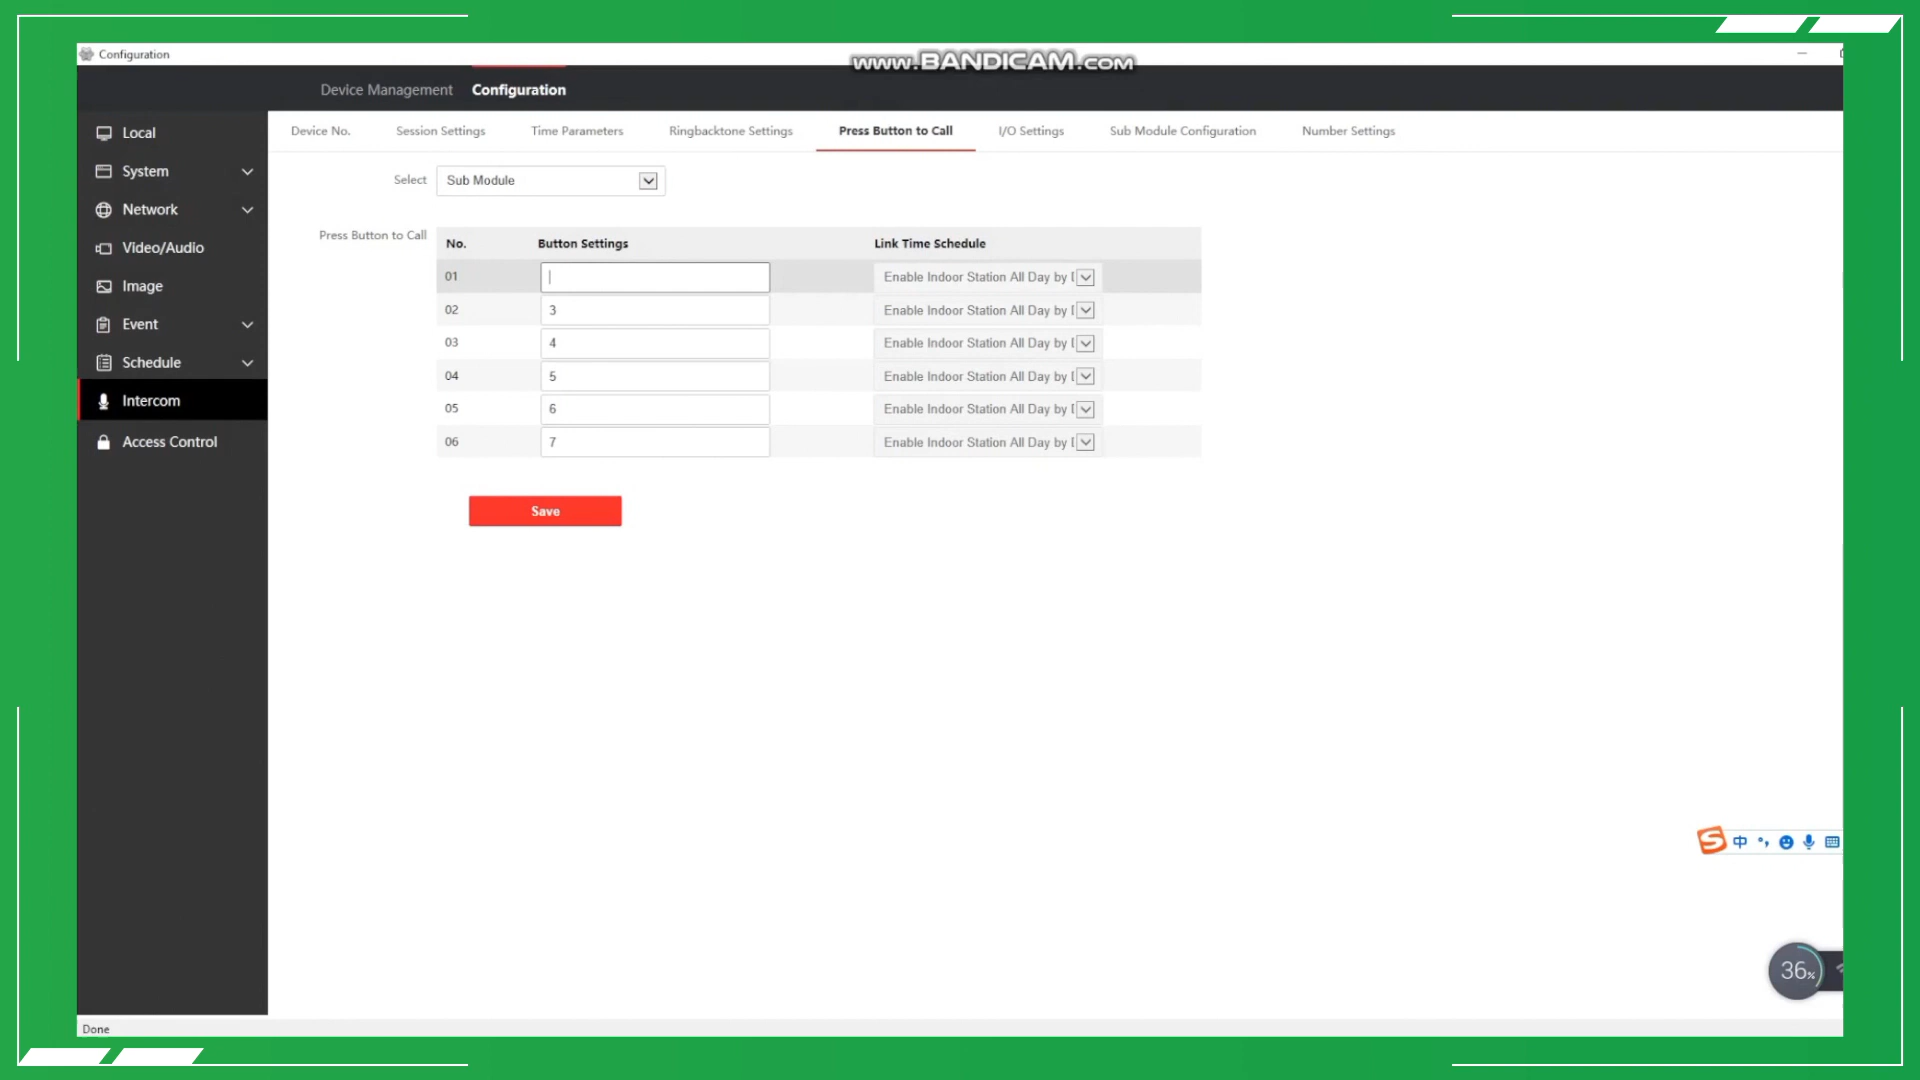 Configuration
www.BANDICAM.com
Device Management Configuration
Local
System
Network
Video/Audio
Image
Event
Schedule
Intercom
Access Control
Device No. Session Settings Time Parameters Ringbacktone Settings Press Button to Call I/O Settings Sub Module Configuration Number Settings
Select Sub Module
Press Button to Call
No. Button Settings Link Time Schedule
01 Enable Indoor Station All Day by
02 3 Enable Indoor Station All Day by
03 4 Enable Indoor Station All Day by
04 5 Enable Indoor Station All Day by
05 6 Enable Indoor Station All Day by
06 7 Enable Indoor Station All Day by
Save
S 中
36%
Done